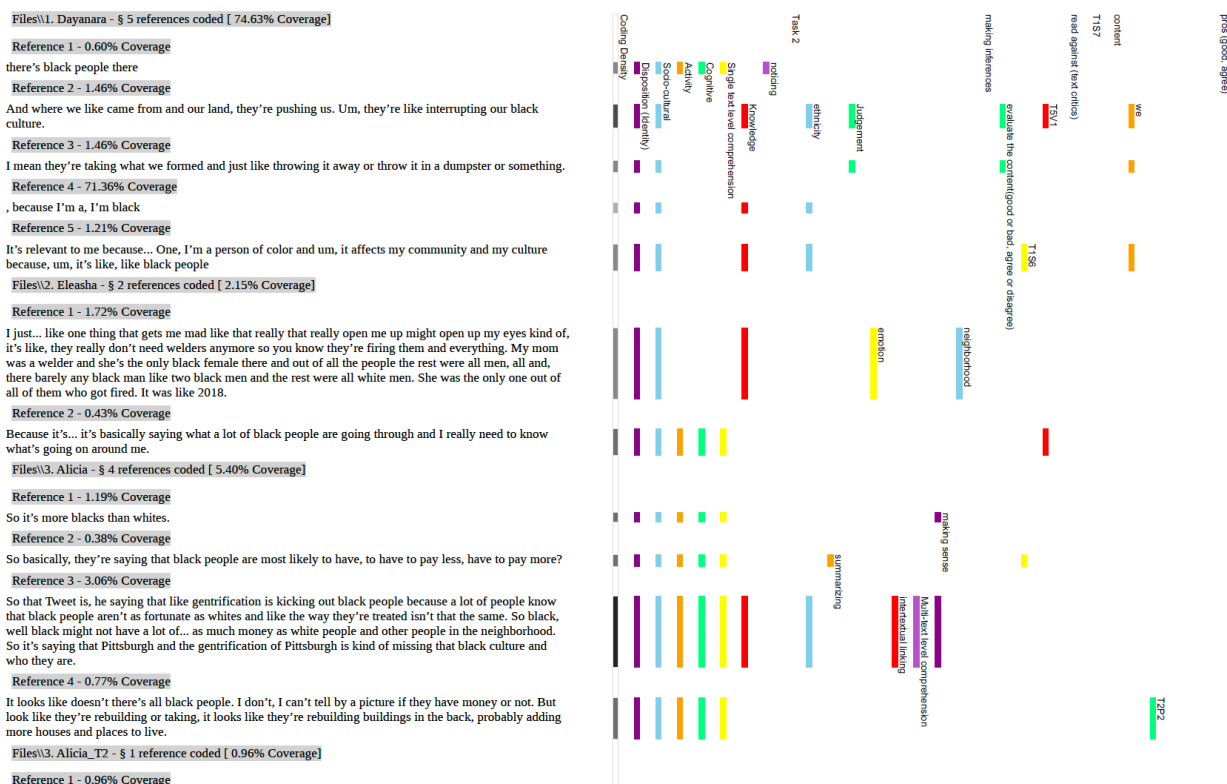 Files\\1. Dayanara - § 5 references coded [ 74.63% Coverage]
Reference 1 - 0.60% Coverage
there’s black people there
Reference 2 - 1.46% Coverage
And where we like came from and our land, they’re pushing us. Um, they’re like interrupting our black
culture.
Reference 3 - 1.46% Coverage
I mean they’re taking what we formed and just like throwing it away or throw it in a dumpster or something.
Reference 4 - 71.36% Coverage
, because I’m a, I’m black
Reference 5 - 1.21% Coverage
It’s relevant to me because... One, I’m a person of color and um, it affects my community and my culture
because, um, it’s like, like black people
Files\\2. Eleasha - § 2 references coded [ 2.15% Coverage]
Reference 1 - 1.72% Coverage
I just... like one thing that gets me mad like that really that really open me up might open up my eyes kind of,
it’s like, they really don’t need welders anymore so you know they’re firing them and everything. My mom
was a welder and she’s the only black female there and out of all the people the rest were all men, all and,
there barely any black man like two black men and the rest were all white men. She was the only one out of
all of them who got fired. It was like 2018.
Reference 2 - 0.43% Coverage
Because it’s... it’s basically saying what a lot of black people are going through and I really need to know
what’s going on around me.
Files\\3. Alicia - § 4 references coded [ 5.40% Coverage]
Reference 1 - 1.19% Coverage
So it’s more blacks than whites.
Reference 2 - 0.38% Coverage
So basically, they’re saying that black people are most likely to have, to have to pay less, have to pay more?
Reference 3 - 3.06% Coverage
So that Tweet is, he saying that like gentrification is kicking out black people because a lot of people know
that black people aren’t as fortunate as whites and like the way they’re treated isn’t that the same. So black,
well black might not have a lot of... as much money as white people and other people in the neighborhood.
So it’s saying that Pittsburgh and the gentrification of Pittsburgh is kind of missing that black culture and
who they are.
Reference 4 - 0.77% Coverage
It looks like doesn’t there’s all black people. I don’t, I can’t tell by a picture if they have money or not. But
look like they’re rebuilding or taking, it looks like they’re rebuilding buildings in the back, probably adding
more houses and places to live.
Files\\3. Alicia_T2 - § 1 reference coded [ 0.96% Coverage]
Reference 1 - 0.96% Coverage
Coding Density
Disposition (Identity)
Socio-cultural
Activity
Cognitive
Single text level comprehension
Knowledge
noticing
Task 2
ethnicity
summarizing
Judgement
emotion
intertextual linking
Multi-text level comprehension
making sense
neighborhood
making inferences
evaluate the content(good or bad, agree or disagree)
T1S6
T5V1
read against (text critics)
T1S7
content
we
T2P2
pros (good, agree)